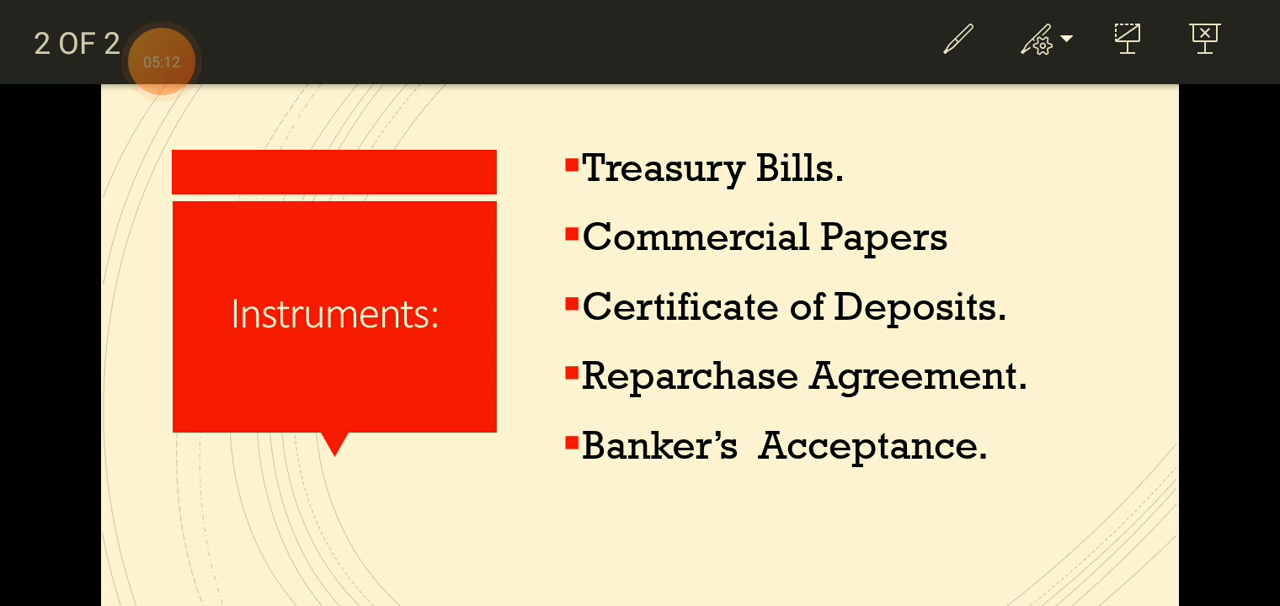 2 OF 2
05:12
Instruments:
Treasury Bills.
Commercial Papers
Certificate of Deposits.
Reparchase Agreement.
Banker's  Acceptance.